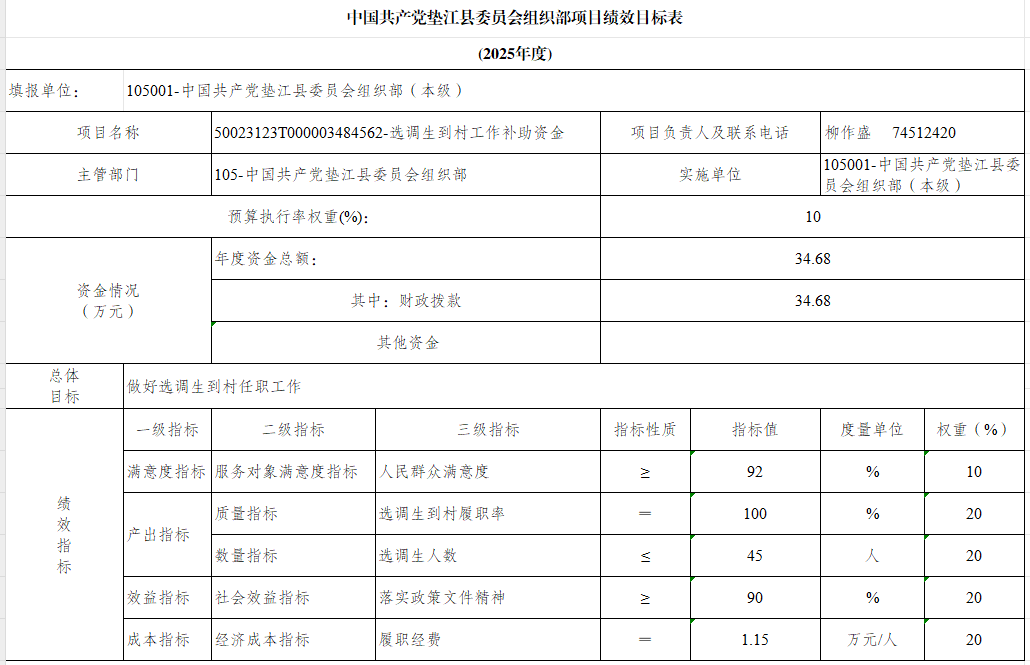 中国共产党垫江县委员会组织部项目绩效目标表
(2025年度)
填报单位： 105001-中国共产党垫江县委员会组织部（本级）
项目名称 50023123T000003484562-选调生到村工作补助资金 项目负责人及联系电话 柳作盛 74512420
主管部门 105-中国共产党垫江县委员会组织部 实施单位 105001-中国共产党垫江县委
员会组织部（本级）
预算执行率权重(%)： 10
资金情况
（万元）
年度资金总额： 34.68
其中：财政拨款 34.68
其他资金
总体
目标
做好选调生到村任职工作
绩
效
指
标
一级指标 二级指标 三级指标 指标性质 指标值 度量单位 权重（%）
满意度指标 服务对象满意度指标 人民群众满意度 ≥ 92 % 10
产出指标 质量指标 选调生到村履职率 ＝ 100 % 20
数量指标 选调生人数 ≤ 45 人 20
效益指标 社会效益指标 落实政策文件精神 ≥ 90 % 20
成本指标 经济成本指标 履职经费 ＝ 1.15 万元/人 20